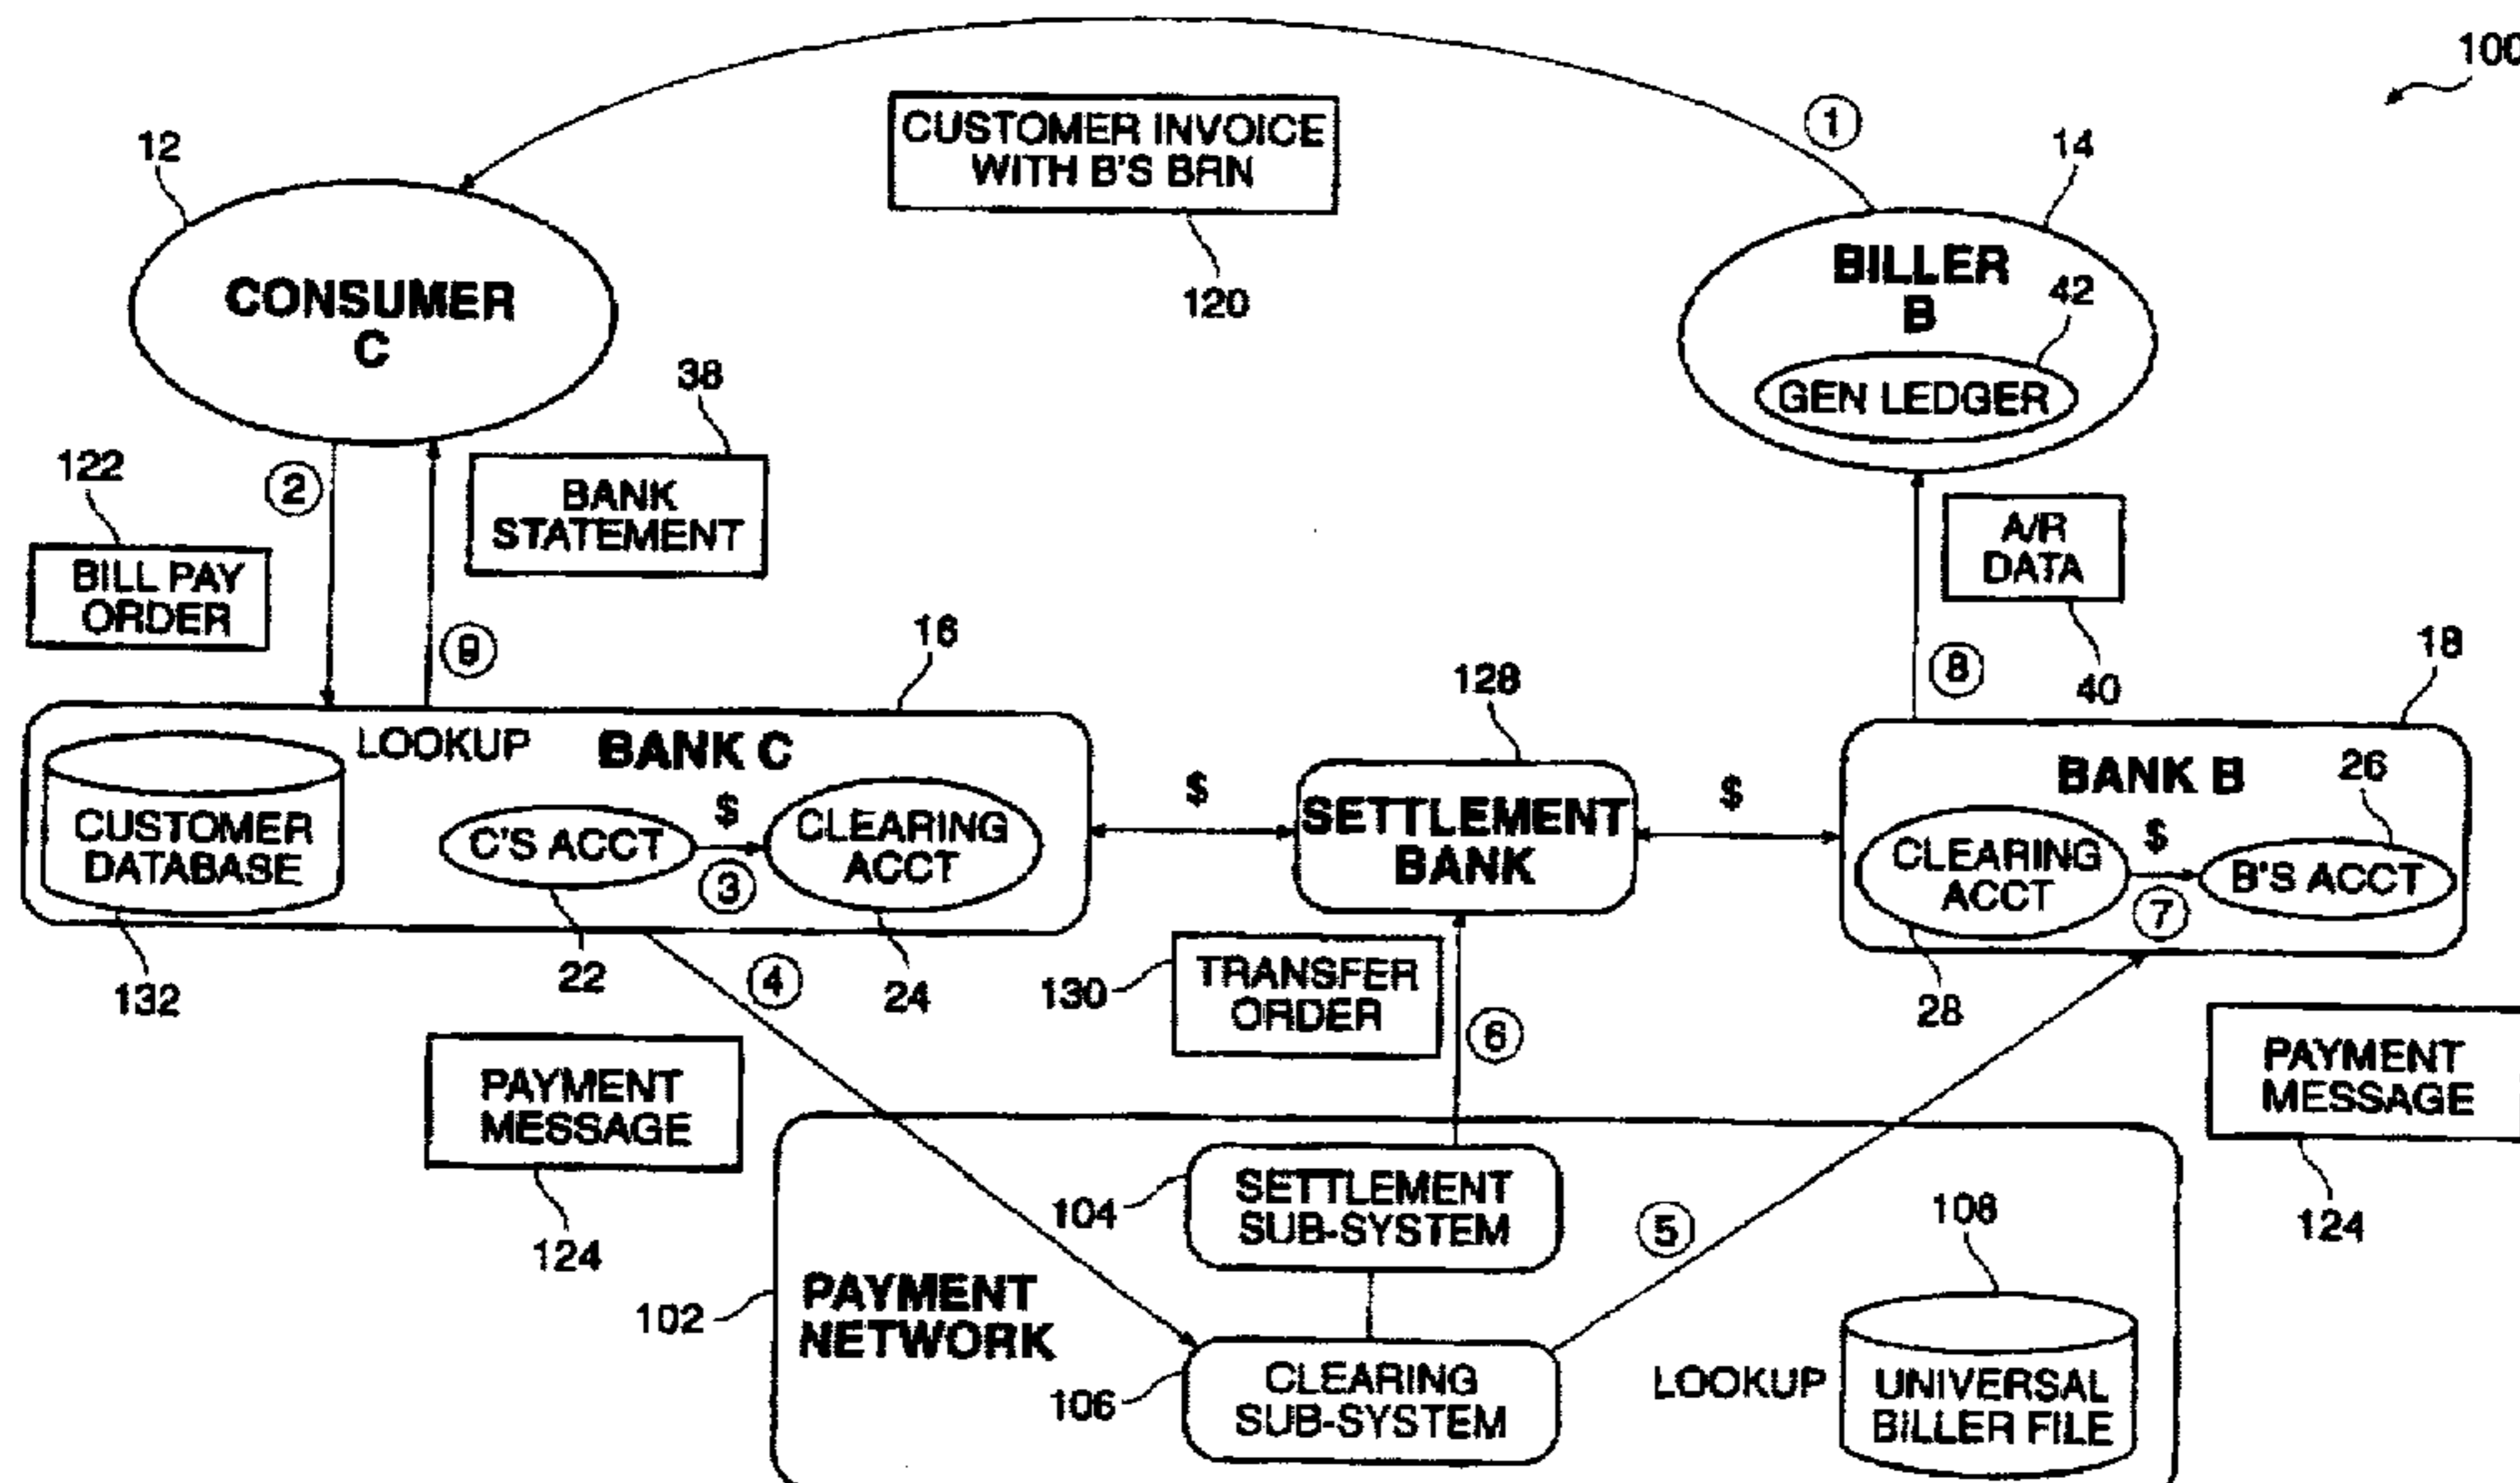 100
CUSTOMER INVOICE
WITH B'S BRN
1
12
14
120
CONSUMER
C
BILLER
B
42
GEN LEDGER
38
122
2
BANK
STATEMENT
A/R
DATA
BILL PAY
ORDER
9
16
128
8
40
18
LOOKUP
BANK C
CUSTOMER
DATABASE
C'S ACCT
$
3
CLEARING
ACCT
$
SETTLEMENT
BANK
$
BANK B
26
CLEARING
ACCT
$
7
B'S ACCT
132
22
4
24
130
TRANSFER
ORDER
6
28
PAYMENT
MESSAGE
124
PAYMENT
MESSAGE
124
104
SETTLEMENT
SUB-SYSTEM
5
108
102
PAYMENT
NETWORK
106
CLEARING
SUB-SYSTEM
LOOKUP
UNIVERSAL
BILLER FILE